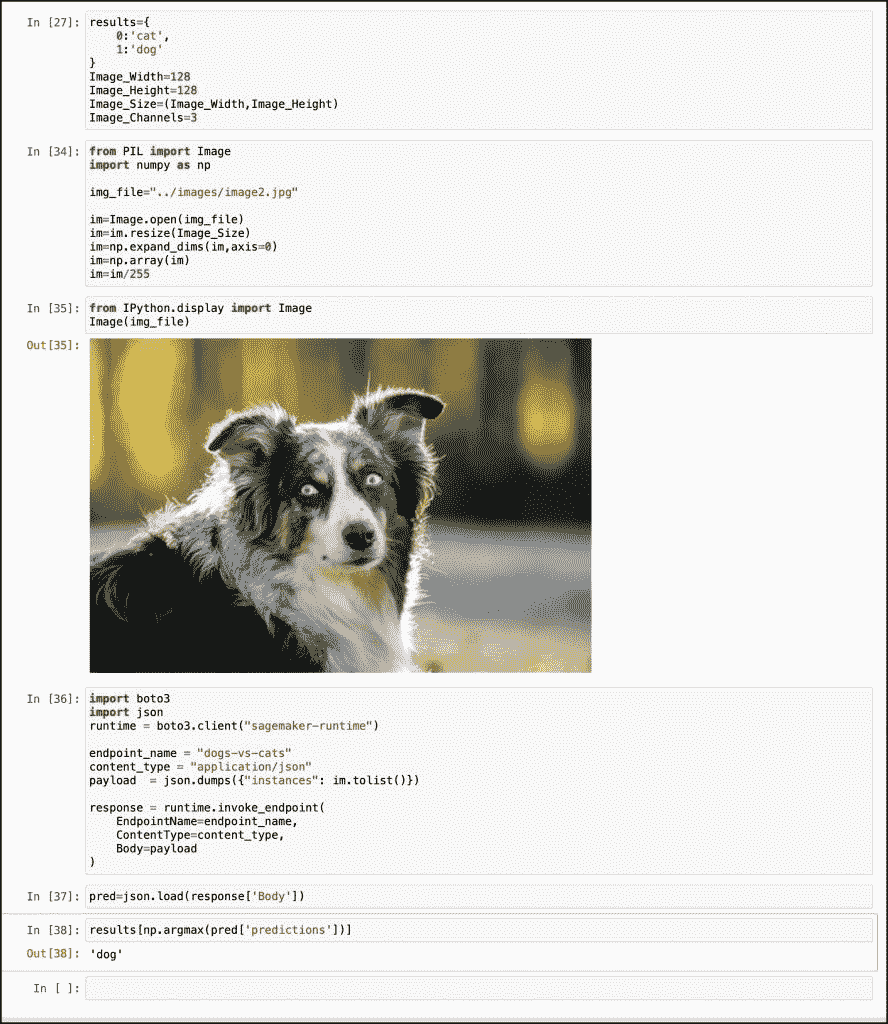 In [27]: results={
    0:'cat',
    1:'dog'
}
Image_Width=128
Image_Height=128
Image_Size=(Image_Width,Image_Height)
Image_Channels=3
In [34]: from PIL import Image
import numpy as np
img_file="../images/image2.jpg"
im=Image.open(img_file)
im=im.resize(Image_Size)
im=np.expand_dims(im,axis=0)
im=np.array(im)
im=im/255
In [35]: from IPython.display import Image
Image(img_file)
Out[35]:
In [36]: import boto3
import json
runtime = boto3.client("sagemaker-runtime")
endpoint_name = "dogs-vs-cats"
content_type = "application/json"
payload  = json.dumps({"instances": im.tolist()})
response = runtime.invoke_endpoint(
    EndpointName=endpoint_name,
    ContentType=content_type,
    Body=payload
)
In [37]: pred=json.load(response['Body'])
In [38]: results[np.argmax(pred['predictions'])]
Out[38]: 'dog'
In [ ]: